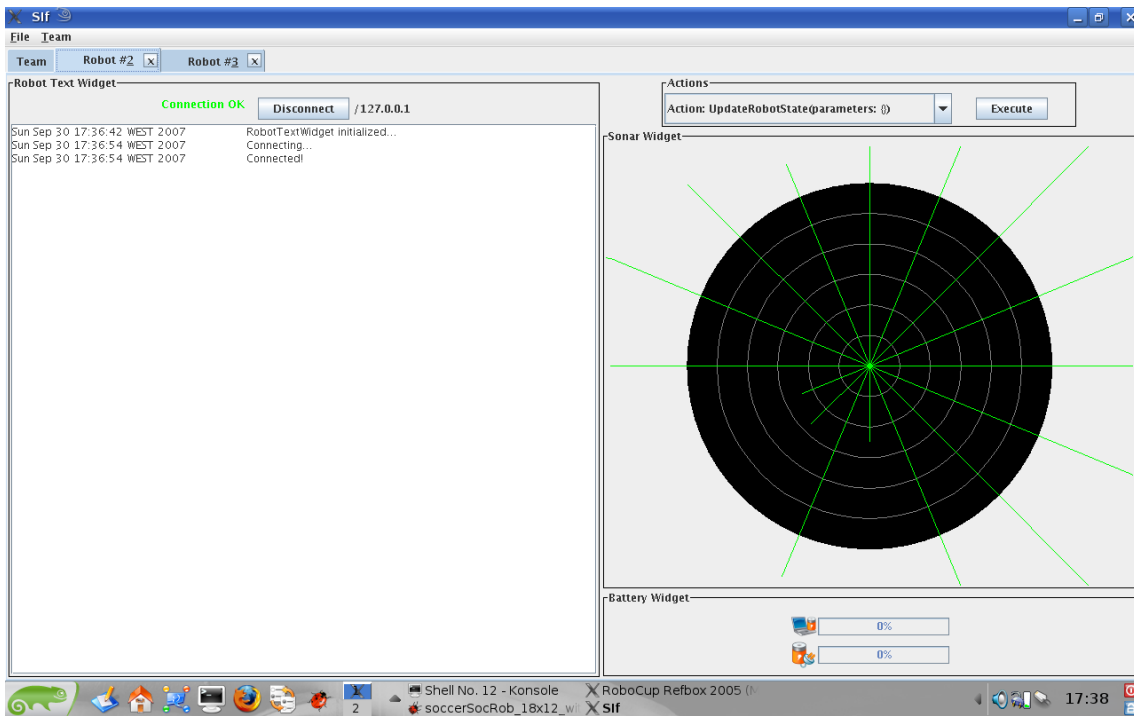 SIf
File Team
Team
Robot #2 x
Robot #3 x
Robot Text Widget
Connection OK
Disconnect
/127.0.0.1
Sun Sep 30 17:36:42 WEST 2007 RobotTextWidget initialized...
Sun Sep 30 17:36:54 WEST 2007 Connecting...
Sun Sep 30 17:36:54 WEST 2007 Connected!
Actions
Action: UpdateRobotState(parameters: {})
Execute
Sonar Widget
Battery Widget
0%
0%
2
Shell No. 12 - Konsole
soccerSocRob_18x12_wi
RoboCup Refbox 2005 (
SIf
17:38